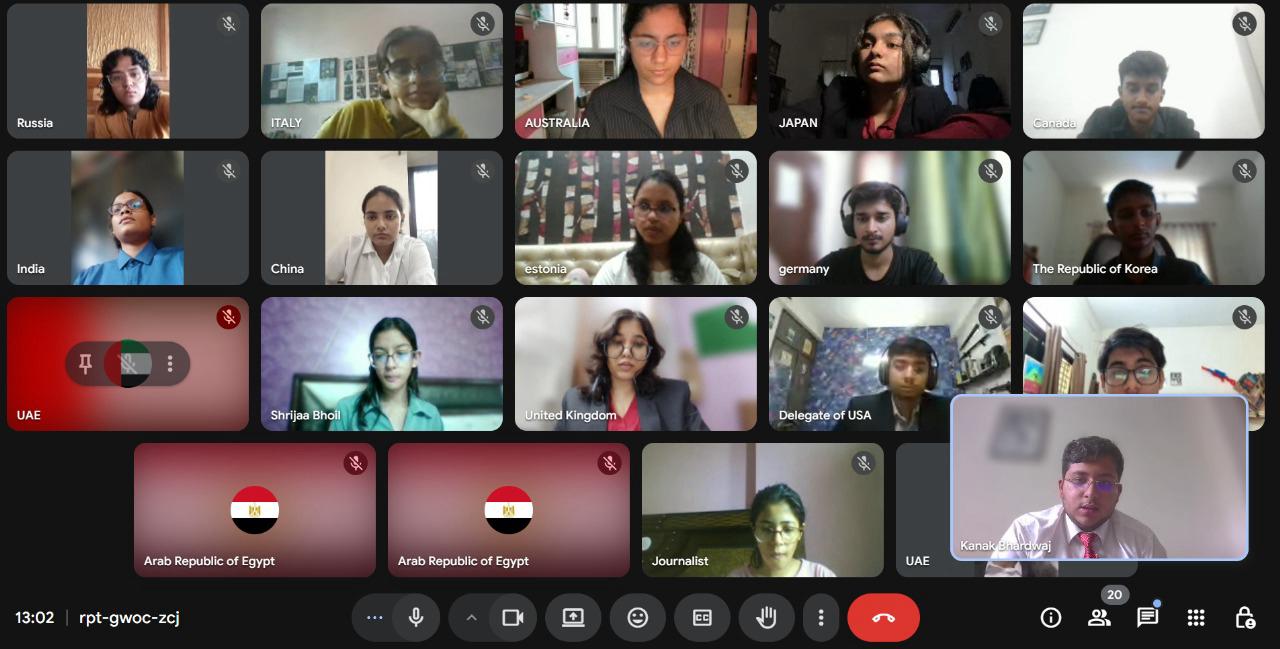 Russia
ITALY
AUSTRALIA
JAPAN
Canada
India
China
estonia
germany
The Republic of Korea
UAE
Shrijaa Bhoil
United Kingdom
Delegate of USA
Arab Republic of Egypt
Arab Republic of Egypt
Journalist
UAE
Kanak Bhardwaj
13:02 | rpt-gwoc-zcj
CC
20